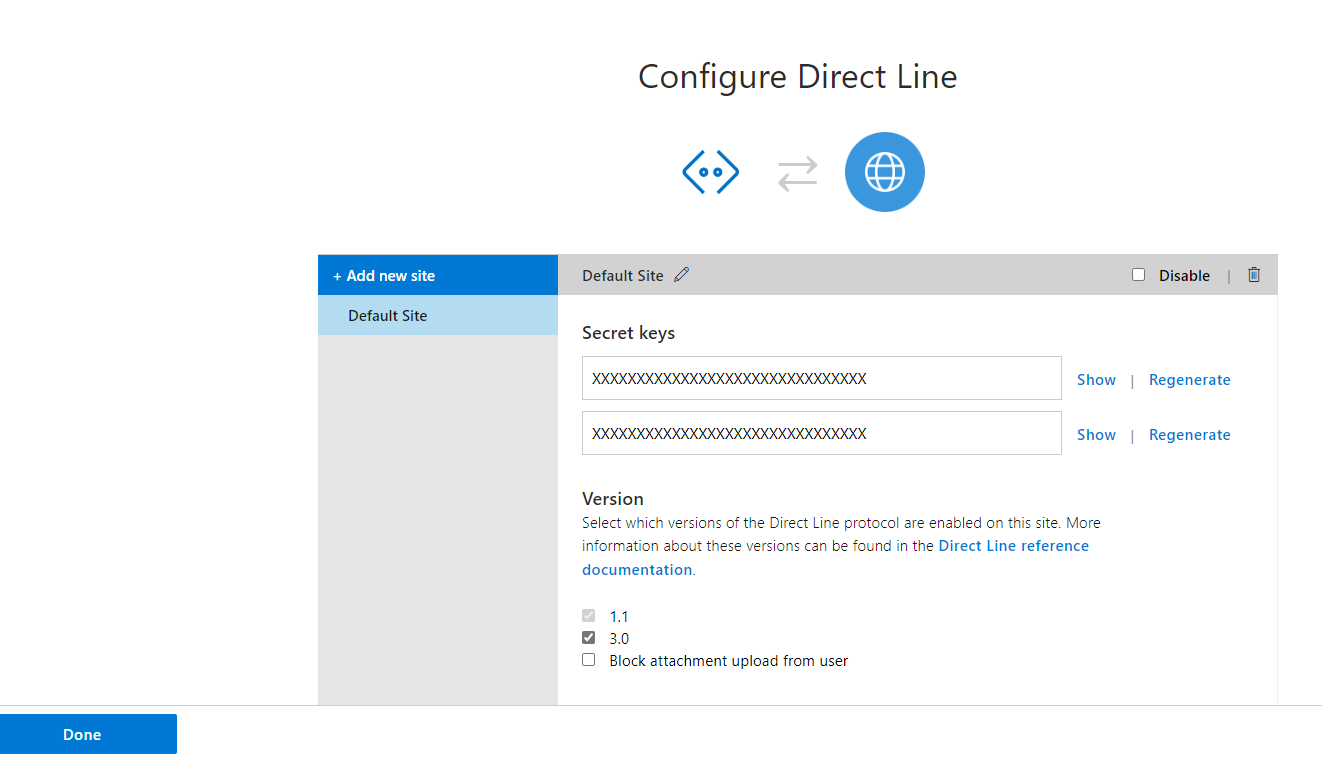 Configure Direct Line
+ Add new site
Default Site
Default Site
Disable |
Secret keys
XXXXXXXXXXXXXXXXXXXXXXXXXXXXXXX
Show | Regenerate
XXXXXXXXXXXXXXXXXXXXXXXXXXXXXXX
Show | Regenerate
Version
Select which versions of the Direct Line protocol are enabled on this site. More
information about these versions can be found in the Direct Line reference
documentation.
1.1
3.0
Block attachment upload from user
Done